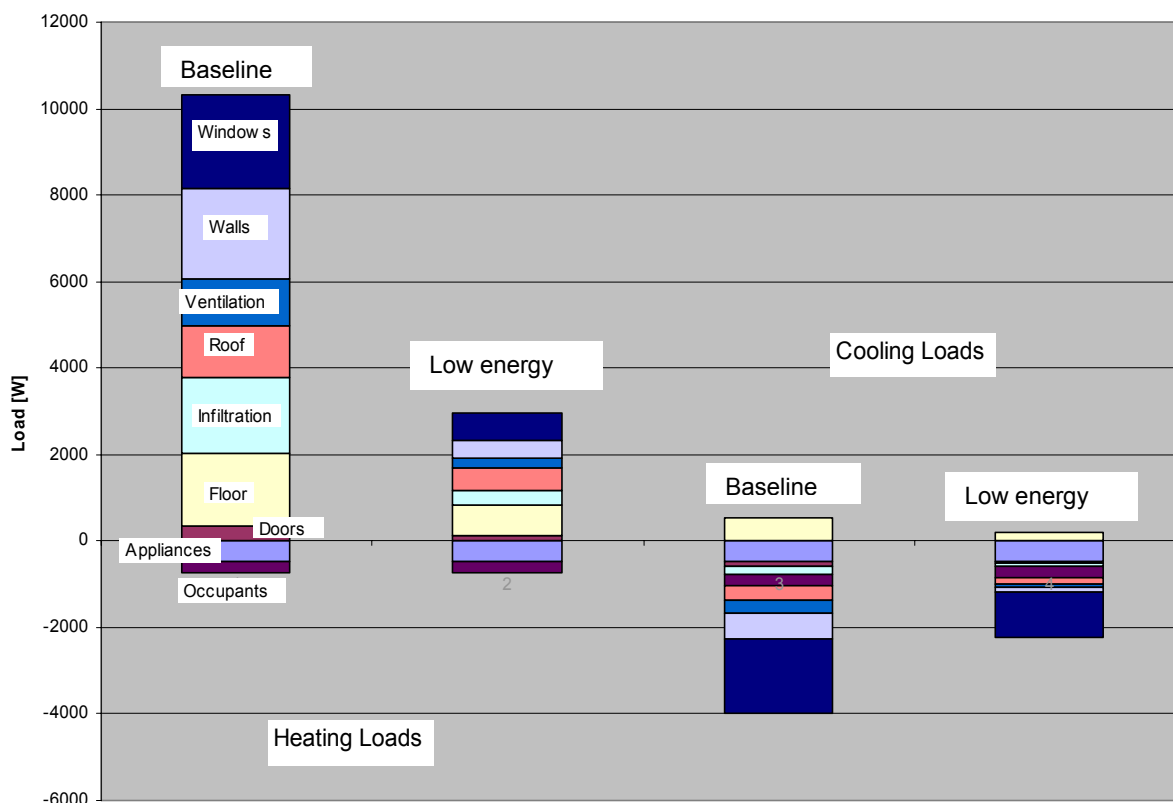 12000
Baseline
10000
Windows
8000
Walls
6000
Ventilation
Roof
Cooling Loads
4000
Low energy
Infiltration
Load [W]
2000
Baseline
Low energy
Floor
Doors
0
Appliances
Occupants
2
3
4
-2000
-4000
Heating Loads
-6000